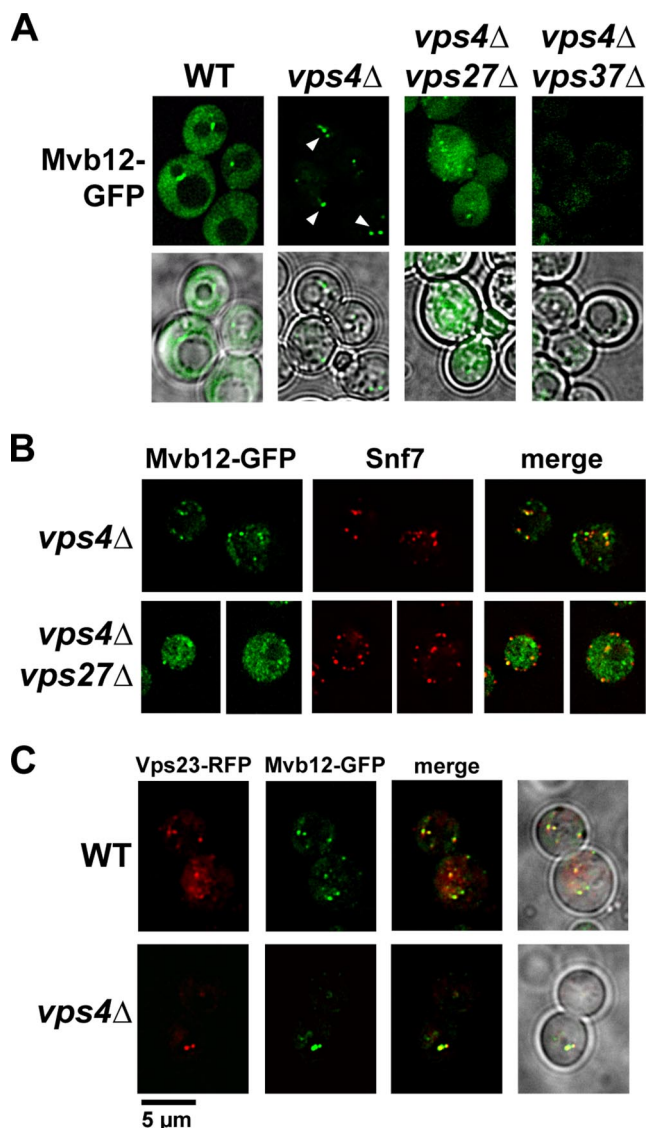 A
WT
vps4Δ
vps4Δ
vps27Δ
vps4Δ
vps37Δ
Mvb12-
GFP
B
Mvb12-GFP
Snf7
merge
vps4Δ
vps4Δ
vps27Δ
C
Vps23-RFP
Mvb12-GFP
merge
WT
vps4Δ
5 µm